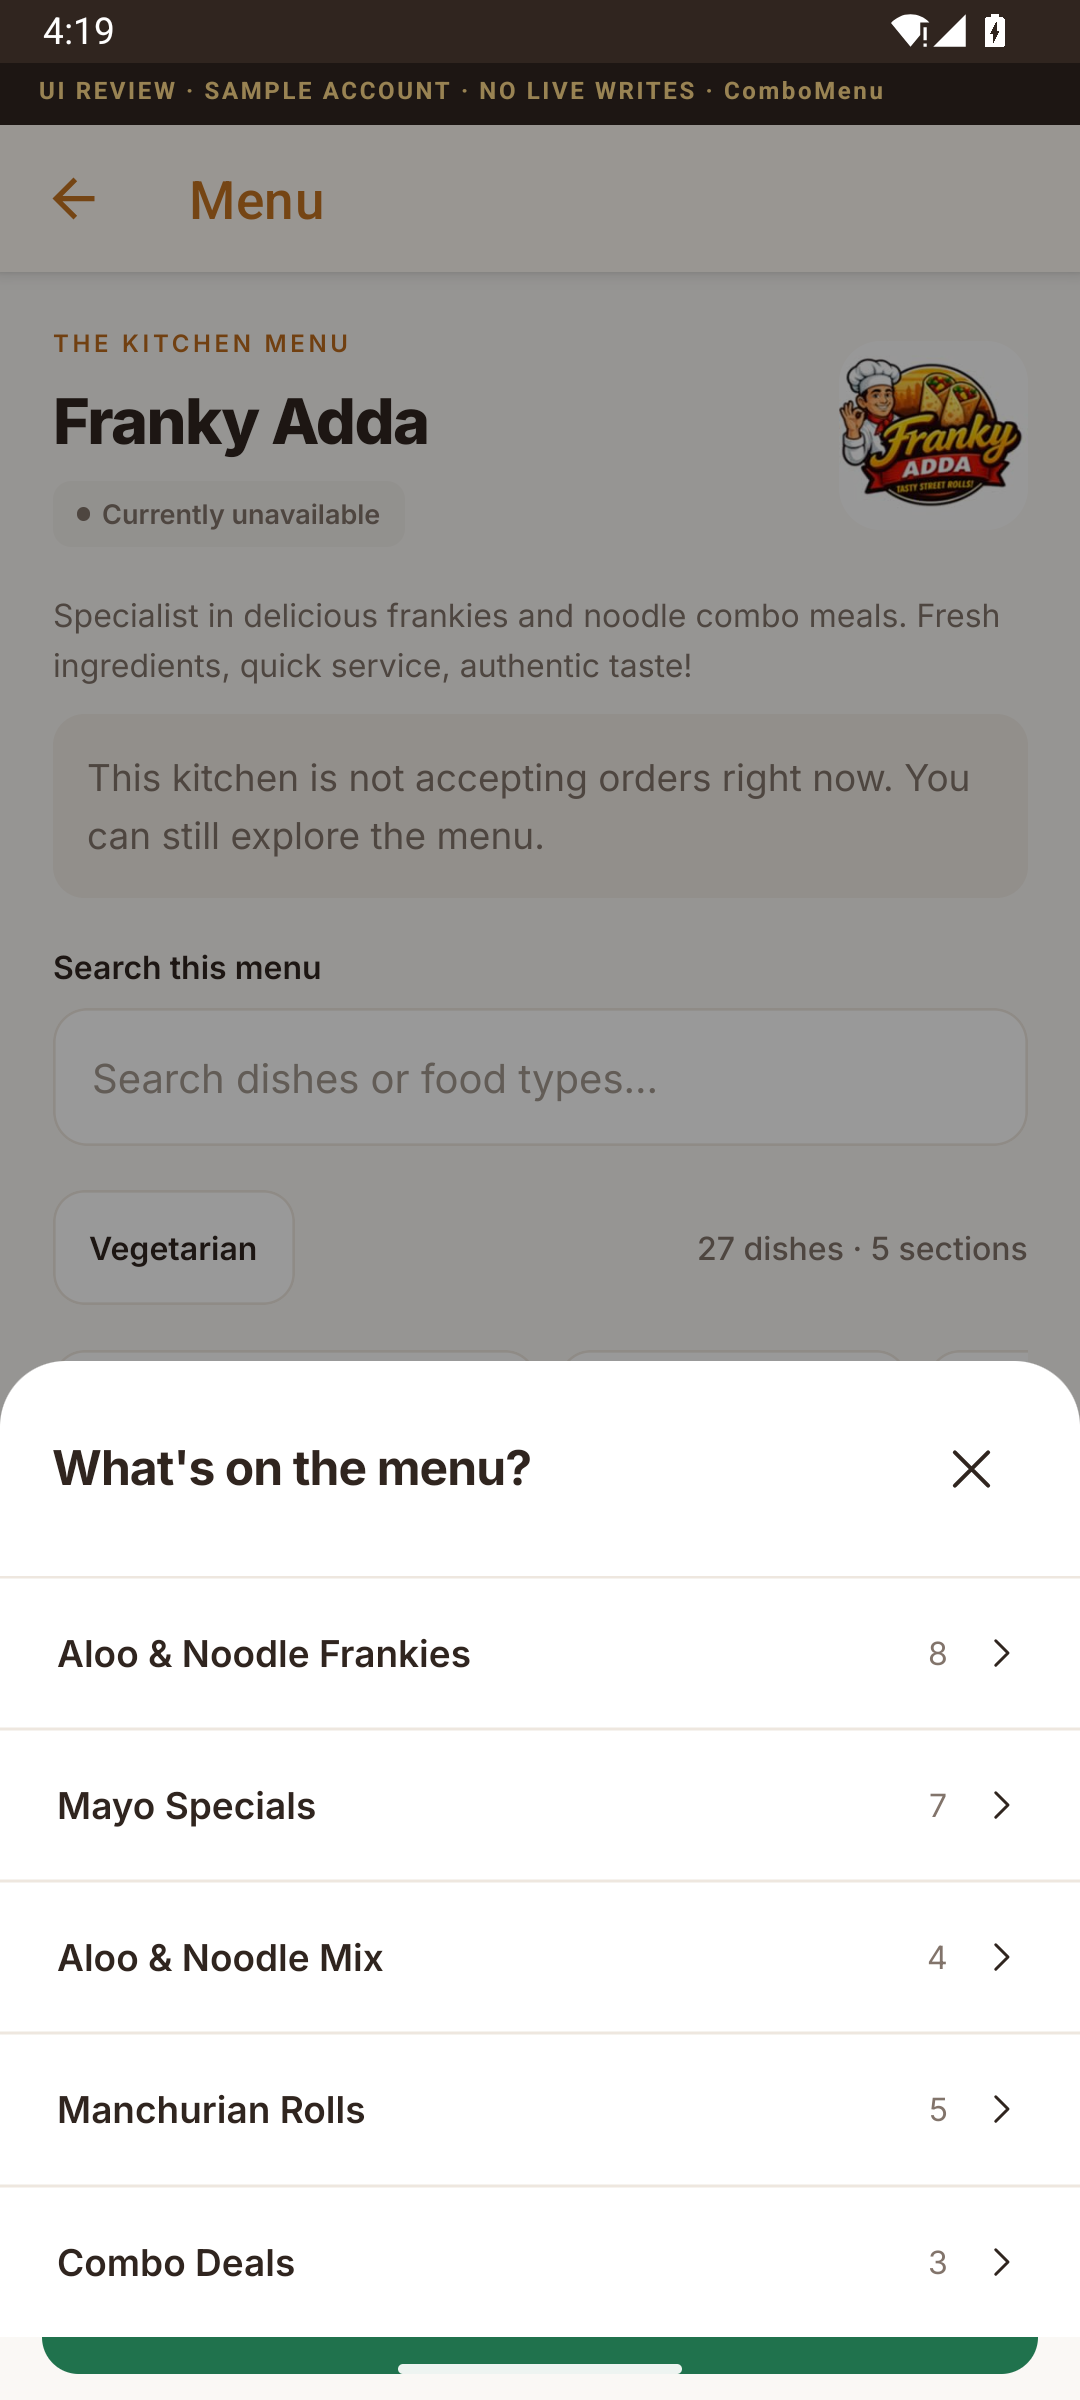 4:19
UI REVIEW · SAMPLE ACCOUNT · NO LIVE WRITES · ComboMenu
Menu
THE KITCHEN MENU
Franky Adda
Franky
ADDA
TASTY STREET ROLLS!
Currently unavailable
Specialist in delicious frankies and noodle combo meals. Fresh
ingredients, quick service, authentic taste!
This kitchen is not accepting orders right now. You
can still explore the menu.
Search this menu
Search dishes or food types...
Vegetarian
27 dishes · 5 sections
What's on the menu?
Aloo & Noodle Frankies 8
Mayo Specials 7
Aloo & Noodle Mix 4
Manchurian Rolls 5
Combo Deals 3